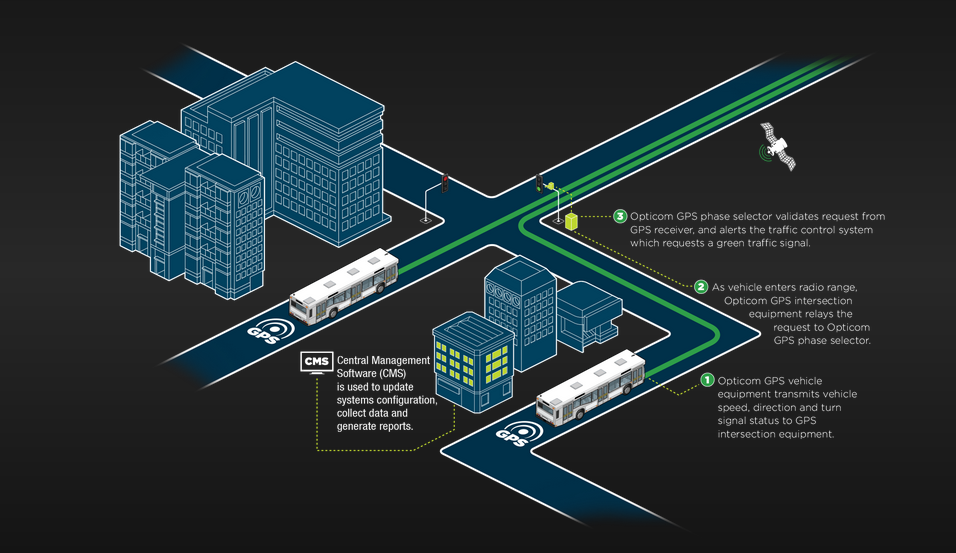 3 Opticom GPS phase selector validates request from
GPS receiver, and alerts the traffic control system
which requests a green traffic signal.
2 As vehicle enters radio range,
Opticom GPS intersection
equipment relays the
request to Opticom
GPS phase selector.
GPS
CMS
Central Management
Software (CMS)
is used to update
systems configuration,
collect data and
generate reports.
1 Opticom GPS vehicle
equipment transmits vehicle
speed, direction and turn
signal status to GPS
intersection equipment.
GPS